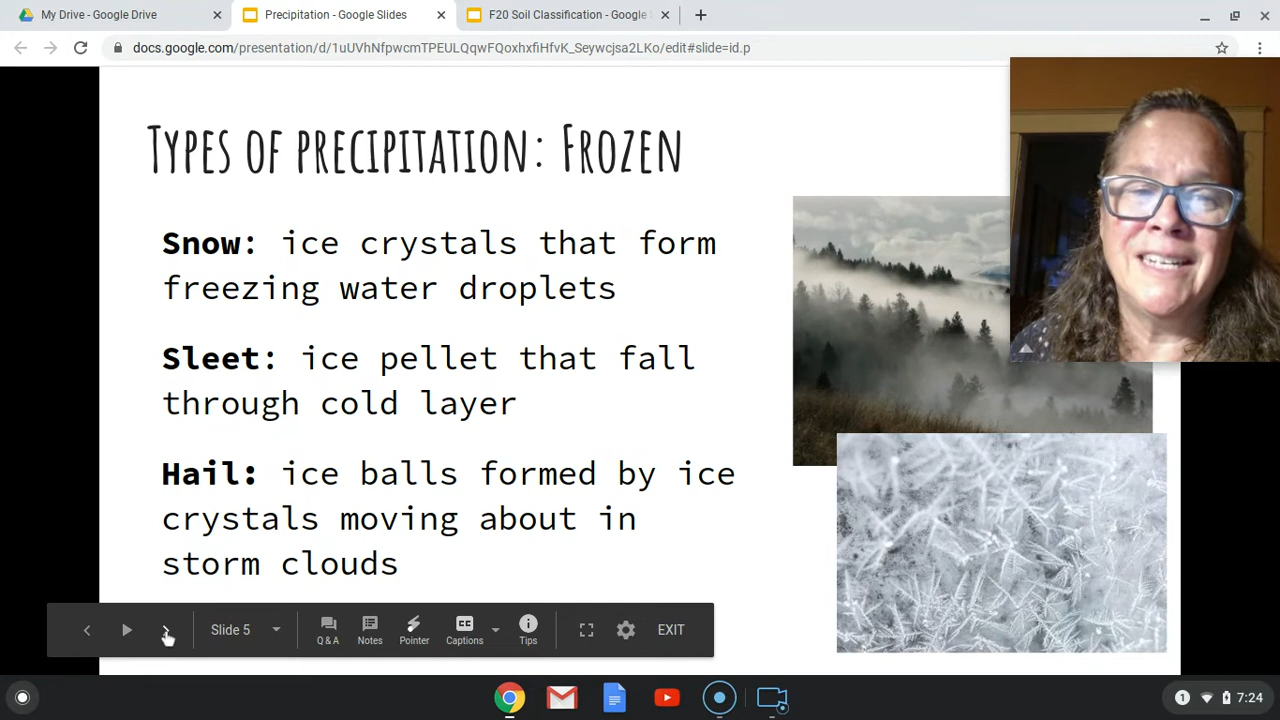 My Drive - Google Drive
Precipitation - Google Slides
F20 Soil Classification - Google
docs.google.com/presentation/d/1uUVhNfpwcmTPEULQqwFQoxhxfiHfvK_Seywcjsa2LKo/edit#slide=id.p
Types of precipitation: Frozen
Snow: ice crystals that form
freezing water droplets
Sleet: ice pellet that fall
through cold layer
Hail: ice balls formed by ice
crystals moving about in
storm clouds
Slide 5
Q & A
Notes
Pointer
CC
Captions
Tips
EXIT
1
7:24